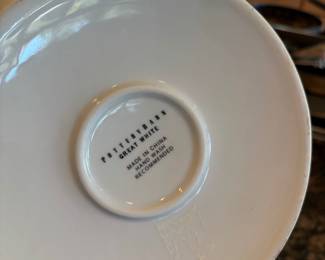 POTTERYBARN
GREAT WHITE
MADE IN CHINA
HAND WASH
RECOMMENDED